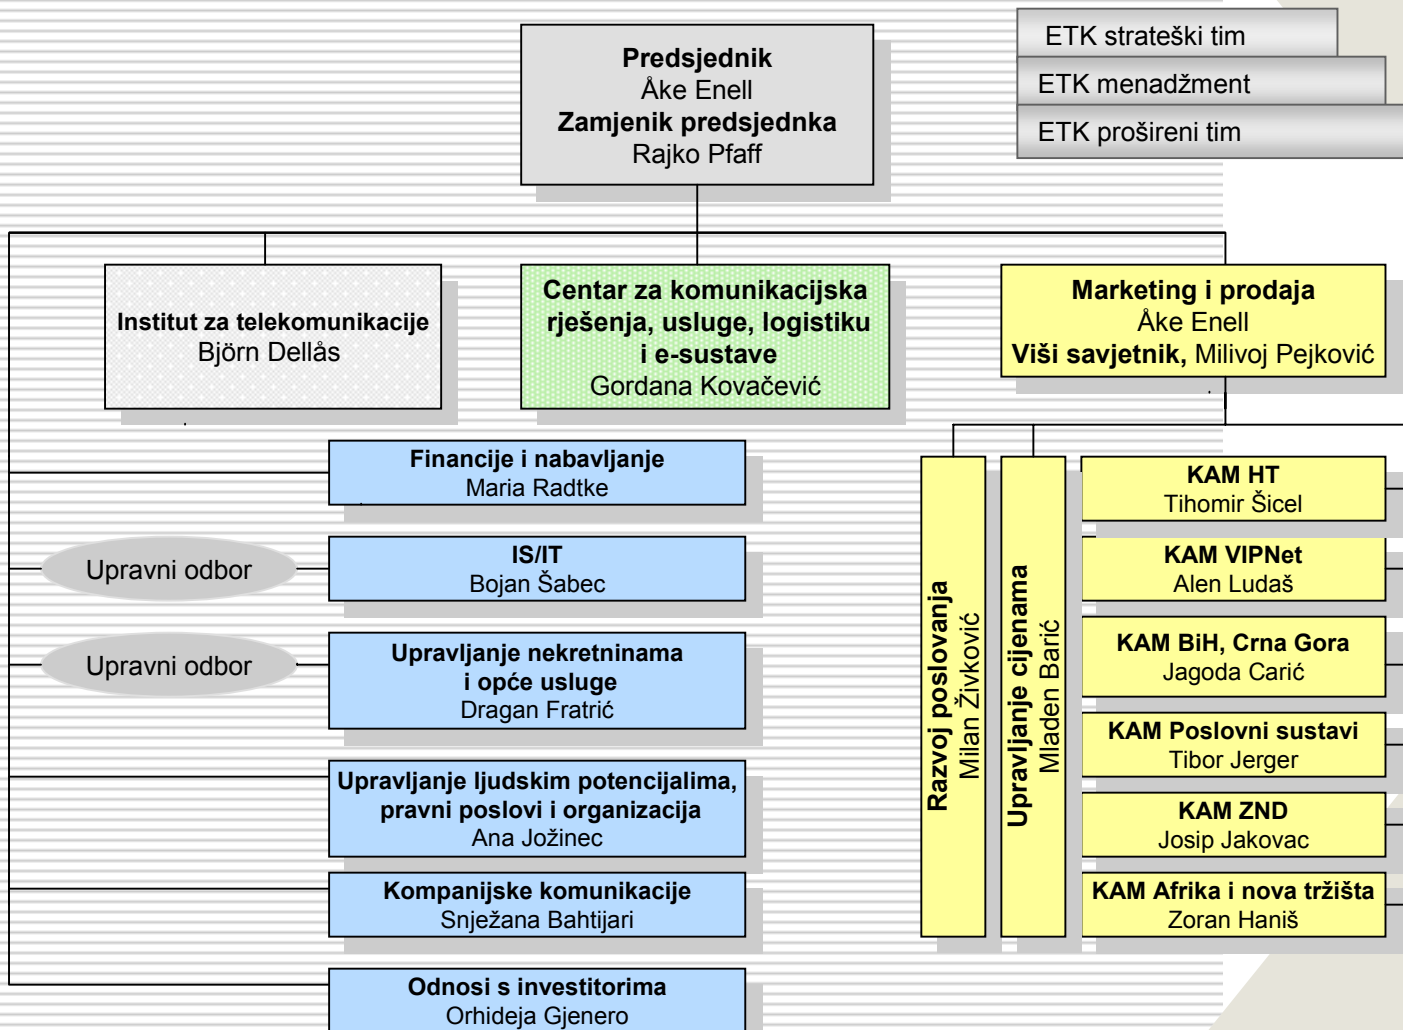 Predsjednik
Åke Enell
Zamjenik predsjednka
Rajko Pfaff
ETK strateški tim
ETK menadžment
ETK prošireni tim
Institut za telekomunikacije
Björn Dellås
Centar za komunikacijska
rješenja, usluge, logistiku
i e-sustave
Gordana Kovačević
Marketing i prodaja
Åke Enell
Viši savjetnik, Milivoj Pejković
Financije i nabavljanje
Maria Radtke
Upravni odbor
IS/IT
Bojan Šabec
Upravni odbor
Upravljanje nekretninama
i opće usluge
Dragan Fratrić
Upravljanje ljudskim potencijalima,
pravni poslovi i organizacija
Ana Jožinec
Kompanijske komunikacije
Snježana Bahtijari
Odnosi s investitorima
Orhideja Gjenero
Razvoj poslovanja
Milan Živković
Upravljanje cijenama
Mladen Barić
KAM HT
Tihomir Šicel
KAM VIPNet
Alen Ludaš
KAM BiH, Crna Gora
Jagoda Carić
KAM Poslovni sustavi
Tibor Jerger
KAM ZND
Josip Jakovac
KAM Afrika i nova tržišta
Zoran Haniš